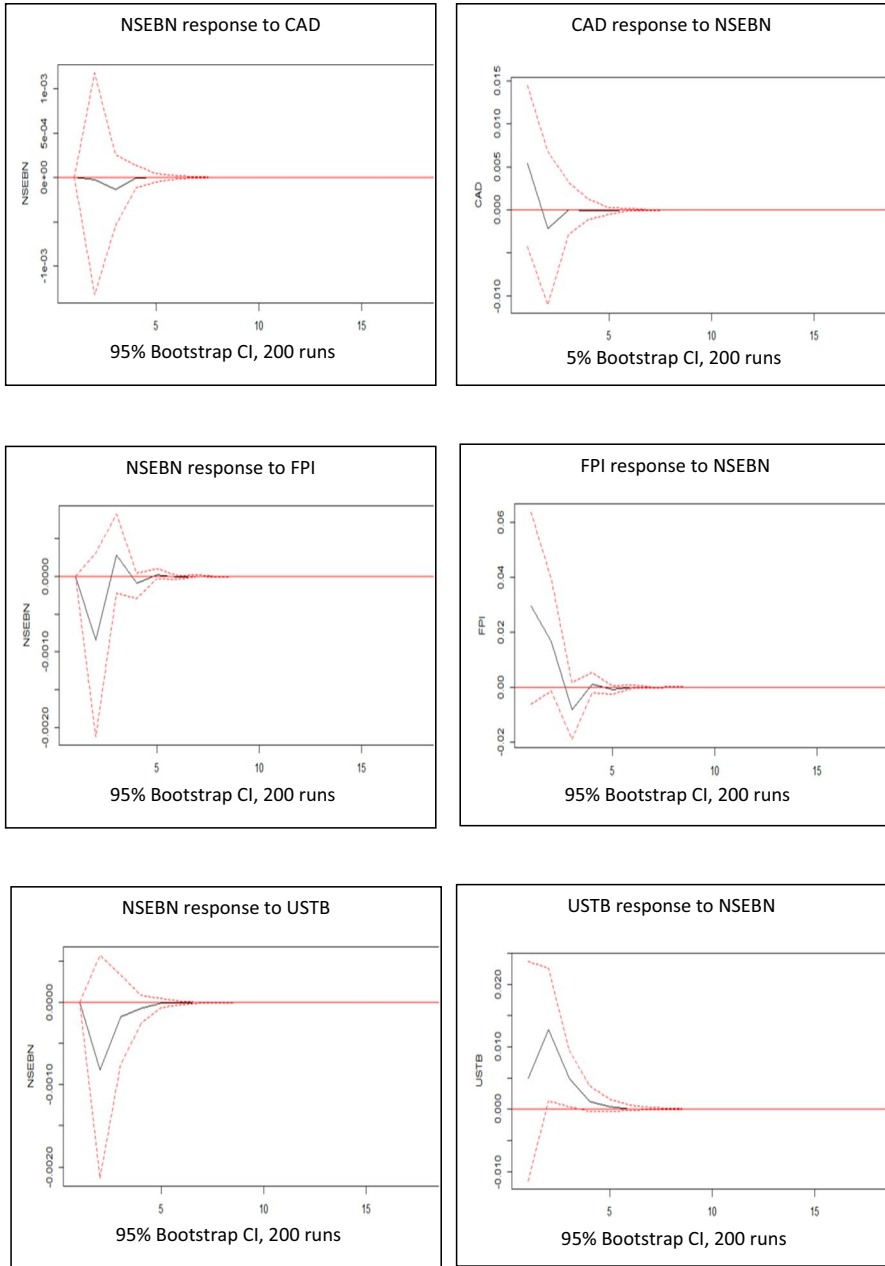 NSEBN response to CAD
1e-03
5e-04
0e+00
-1e-03
NSEBN
5
10
15
95% Bootstrap CI, 200 runs
CAD response to NSEBN
0.015
0.010
0.005
0.000
-0.010
CAD
5
10
15
5% Bootstrap CI, 200 runs
NSEBN response to FPI
0.0000
-0.0010
-0.0020
NSEBN
5
10
15
95% Bootstrap CI, 200 runs
FPI response to NSEBN
0.06
0.04
0.02
0.00
-0.02
FPI
5
10
15
95% Bootstrap CI, 200 runs
NSEBN response to USTB
0.0000
-0.0010
-0.0020
NSEBN
5
10
15
95% Bootstrap CI, 200 runs
USTB response to NSEBN
0.020
0.010
0.000
-0.010
USTB
5
10
15
95% Bootstrap CI, 200 runs